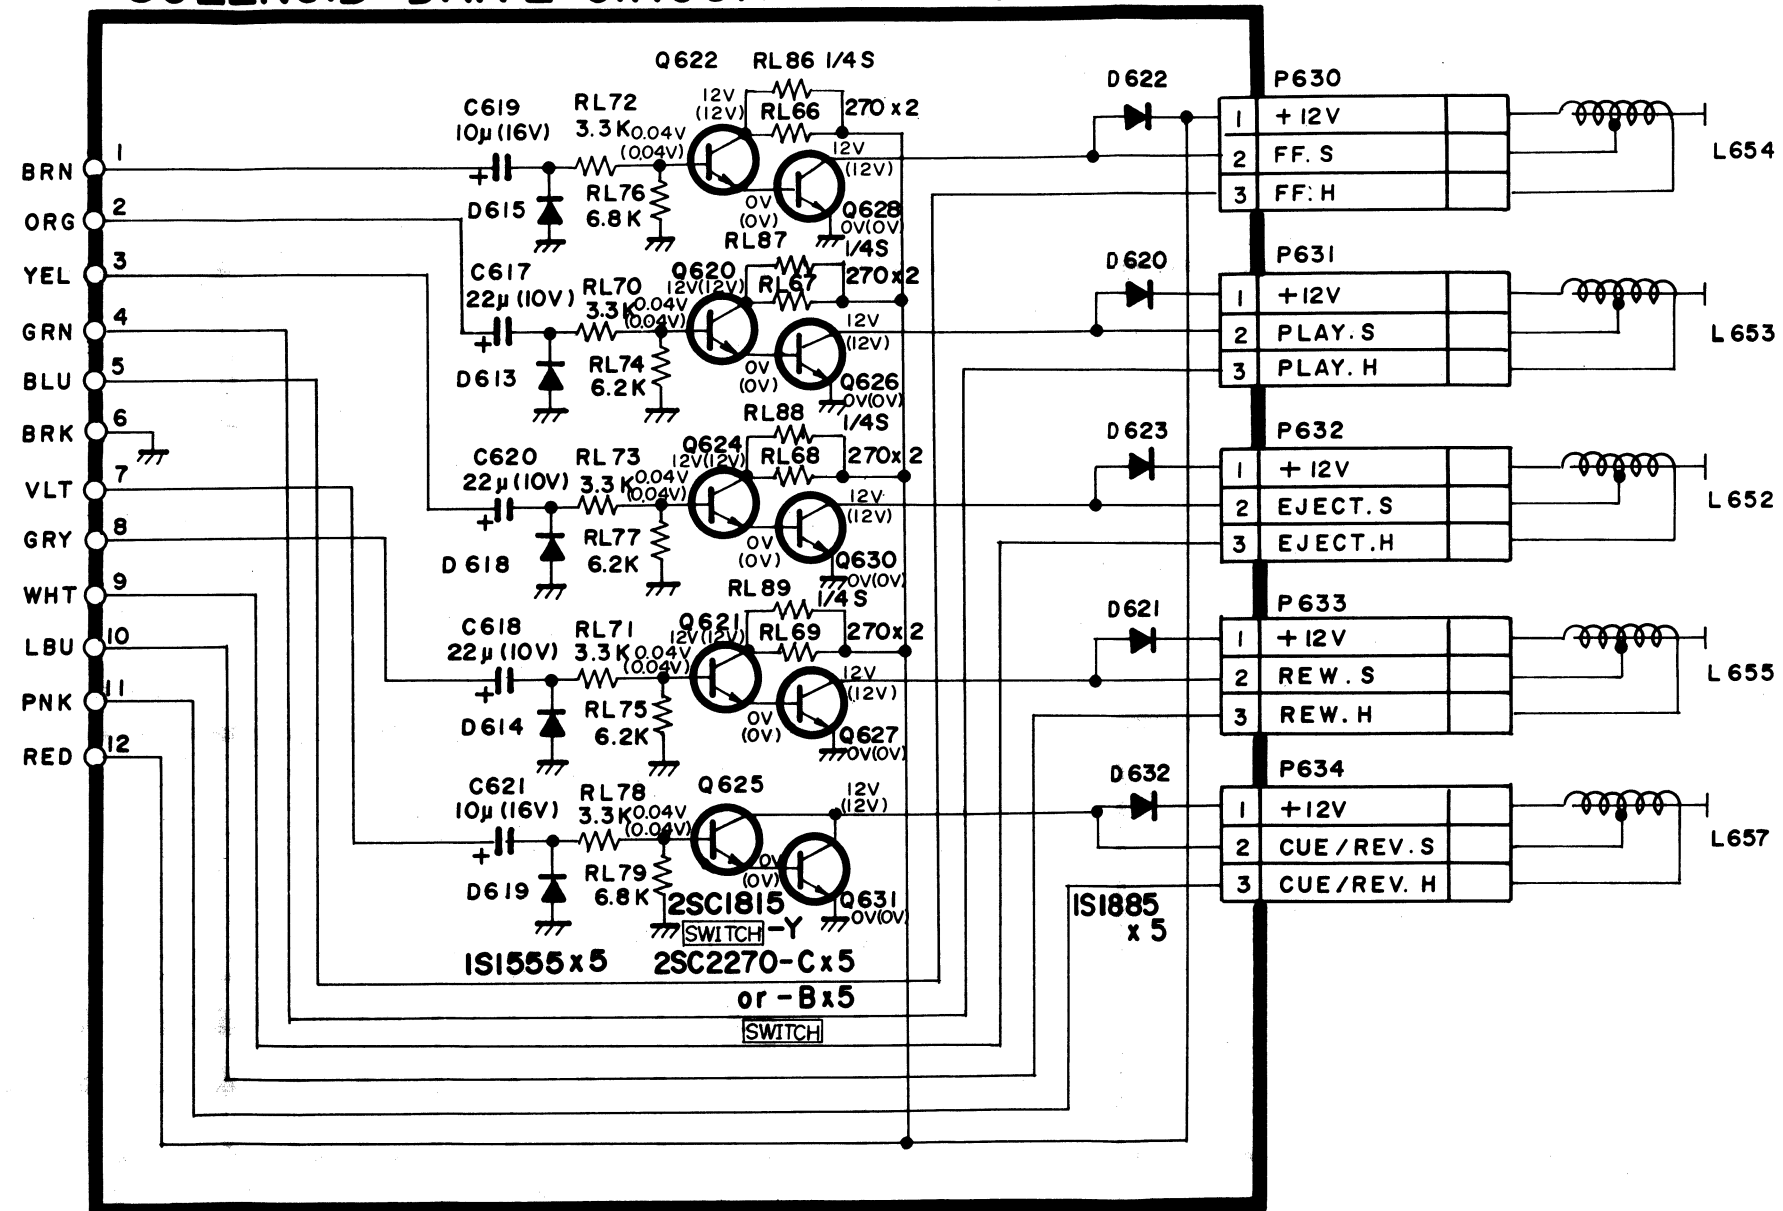 Q622 RL86 1/4S
C619
10µ(16V)
RL72
3.3K
0.04V
(0.04V)
12V
(12V)
RL66
270x2
12V
(12V)
D615
RL76
6.8K
0V
(0V)
Q628
0V(0V)
RL87
1/4S
C617
22µ(10V)
RL70
3.3K
0.04V
(0.04V)
Q620
12V(12V)
RL67
270x2
12V
(12V)
D613
RL74
6.2K
0V
(0V)
Q626
0V(0V)
RL88
1/4S
C620
22µ(10V)
RL73
3.3K
0.04V
(0.04V)
Q624
12V(12V)
RL68
270x2
12V
(12V)
D618
RL77
6.2K
0V
(0V)
Q630
0V(0V)
RL89
1/4S
C618
22µ(10V)
RL71
3.3K
0.04V
(0.04V)
Q621
12V(12V)
RL69
270x2
12V
(12V)
D614
RL75
6.2K
0V
(0V)
Q627
0V(0V)
C621
10µ(16V)
RL78
3.3K
0.04V
(0.04V)
Q625
12V
(12V)
D619
RL79
6.8K
0V
(0V)
Q631
0V(0V)
2SC1815
SWITCH -Y
1S1555x5
2SC2270-Cx5
or -Bx5
SWITCH
1S1885
x5
BRN 1
ORG 2
YEL 3
GRN 4
BLU 5
BRK 6
VLT 7
GRY 8
WHT 9
LBU 10
PNK 11
RED 12
D622
P630
1 +12V
2 FF.S
3 FF.H
L654
D620
P631
1 +12V
2 PLAY.S
3 PLAY.H
L653
D623
P632
1 +12V
2 EJECT.S
3 EJECT.H
L652
D621
P633
1 +12V
2 REW.S
3 REW.H
L655
D632
P634
1 +12V
2 CUE/REV.S
3 CUE/REV.H
L657